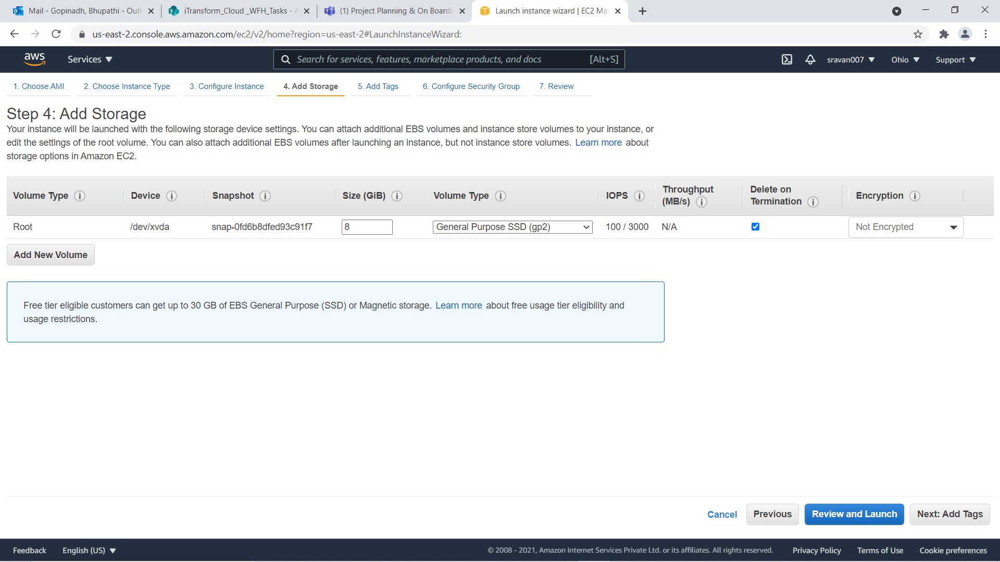 Mail - Gopinadh, Bhupathi - Outl
iTransform_Cloud _WFH_Tasks - A
(1) Project Planning & On Boardi
Launch instance wizard | EC2 Mar
us-east-2.console.aws.amazon.com/ec2/v2/home?region=us-east-2#LaunchInstanceWizard:
aws
Services
Search for services, features, marketplace products, and docs
[Alt+S]
sravan007
Ohio
Support
1. Choose AMI
2. Choose Instance Type
3. Configure Instance
4. Add Storage
5. Add Tags
6. Configure Security Group
7. Review
Step 4: Add Storage
Your instance will be launched with the following storage device settings. You can attach additional EBS volumes and instance store volumes to your instance, or
edit the settings of the root volume. You can also attach additional EBS volumes after launching an instance, but not instance store volumes. Learn more about
storage options in Amazon EC2.
Volume Type
Device
Snapshot
Size (GiB)
Volume Type
IOPS
Throughput
(MB/s)
Delete on
Termination
Encryption
Root
/dev/xvda
snap-0fd6b8dfed93c91f7
8
General Purpose SSD (gp2)
100 / 3000
N/A
Not Encrypted
Add New Volume
Free tier eligible customers can get up to 30 GB of EBS General Purpose (SSD) or Magnetic storage. Learn more about free usage tier eligibility and
usage restrictions.
Cancel
Previous
Review and Launch
Next: Add Tags
Feedback
English (US)
© 2008 - 2021, Amazon Internet Services Private Ltd. or its affiliates. All rights reserved.
Privacy Policy
Terms of Use
Cookie preferences